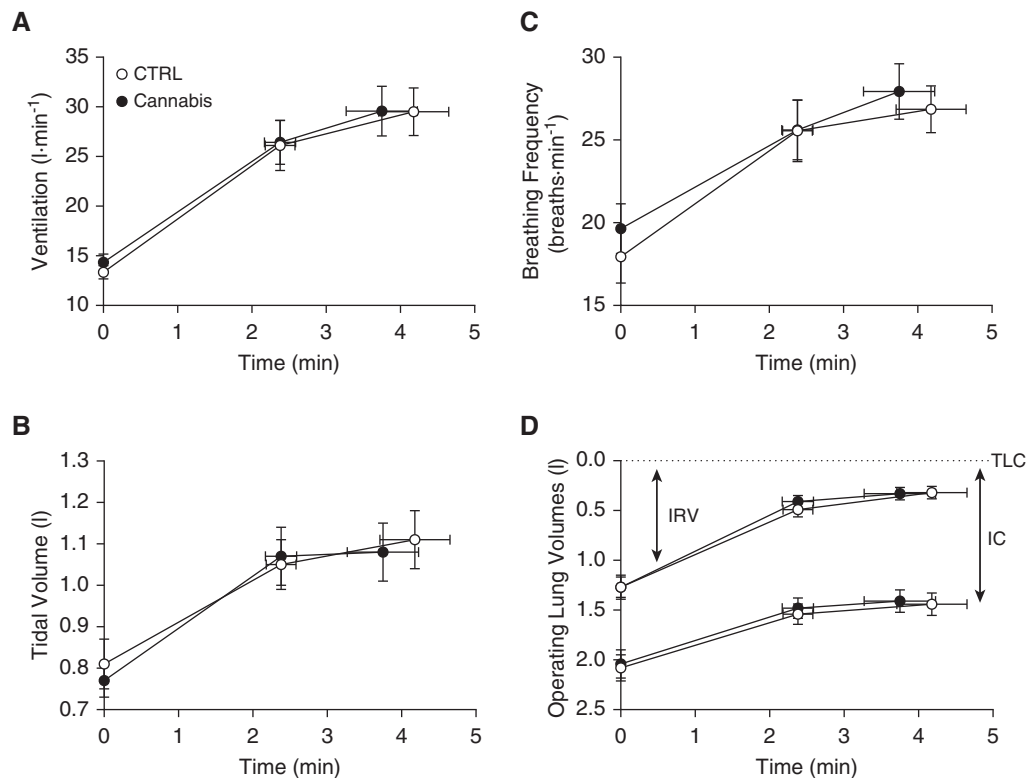 A
Ventilation (l·min⁻¹)
35
30
25
20
15
10
CTRL
Cannabis
0 1 2 3 4 5
Time (min)
C
Breathing Frequency
(breaths·min⁻¹)
30
25
20
15
0 1 2 3 4 5
Time (min)
B
Tidal Volume (l)
1.3
1.2
1.1
1.0
0.9
0.8
0.7
0 1 2 3 4 5
Time (min)
D
Operating Lung Volumes (l)
0.0
0.5
1.0
1.5
2.0
2.5
TLC
IRV
IC
0 1 2 3 4 5
Time (min)